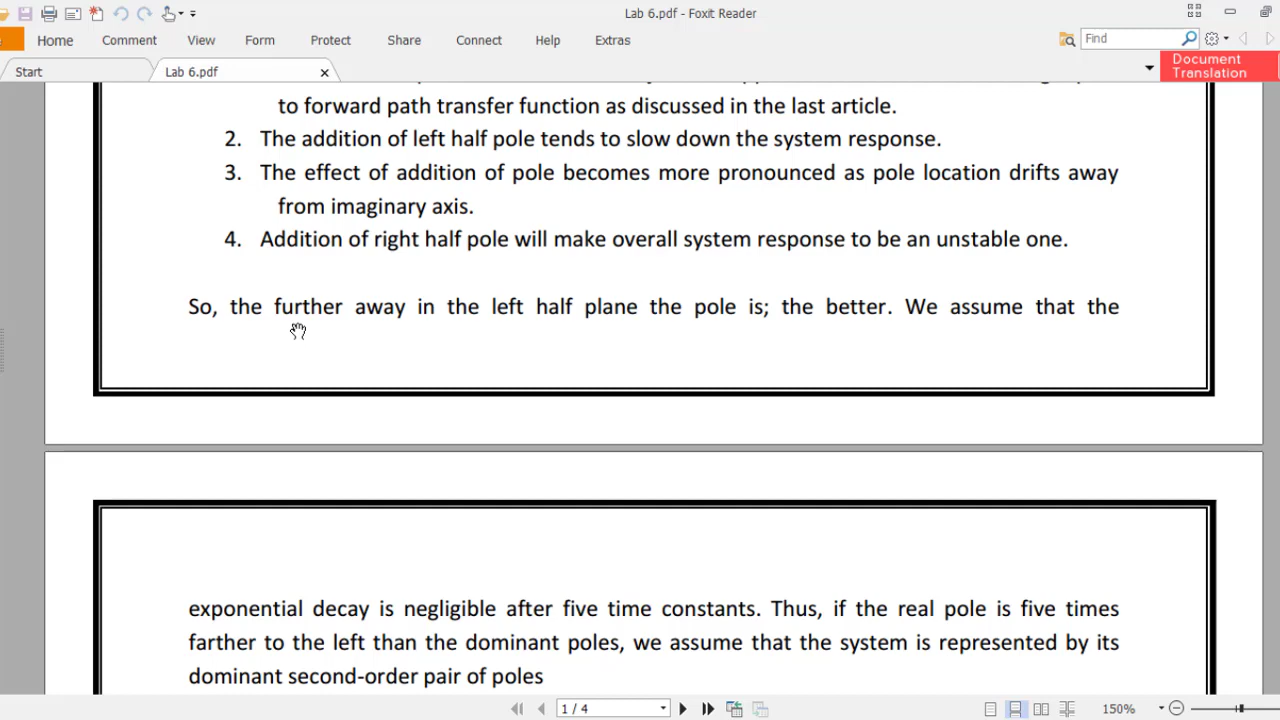 Lab 6.pdf - Foxit Reader
Home Comment View Form Protect Share Connect Help Extras Find
Start Lab 6.pdf Document
Translation
to forward path transfer function as discussed in the last article.
2. The addition of left half pole tends to slow down the system response.
3. The effect of addition of pole becomes more pronounced as pole location drifts away
from imaginary axis.
4. Addition of right half pole will make overall system response to be an unstable one.
So, the further away in the left half plane the pole is; the better. We assume that the
exponential decay is negligible after five time constants. Thus, if the real pole is five times
farther to the left than the dominant poles, we assume that the system is represented by its
dominant second-order pair of poles
1 / 4 150%